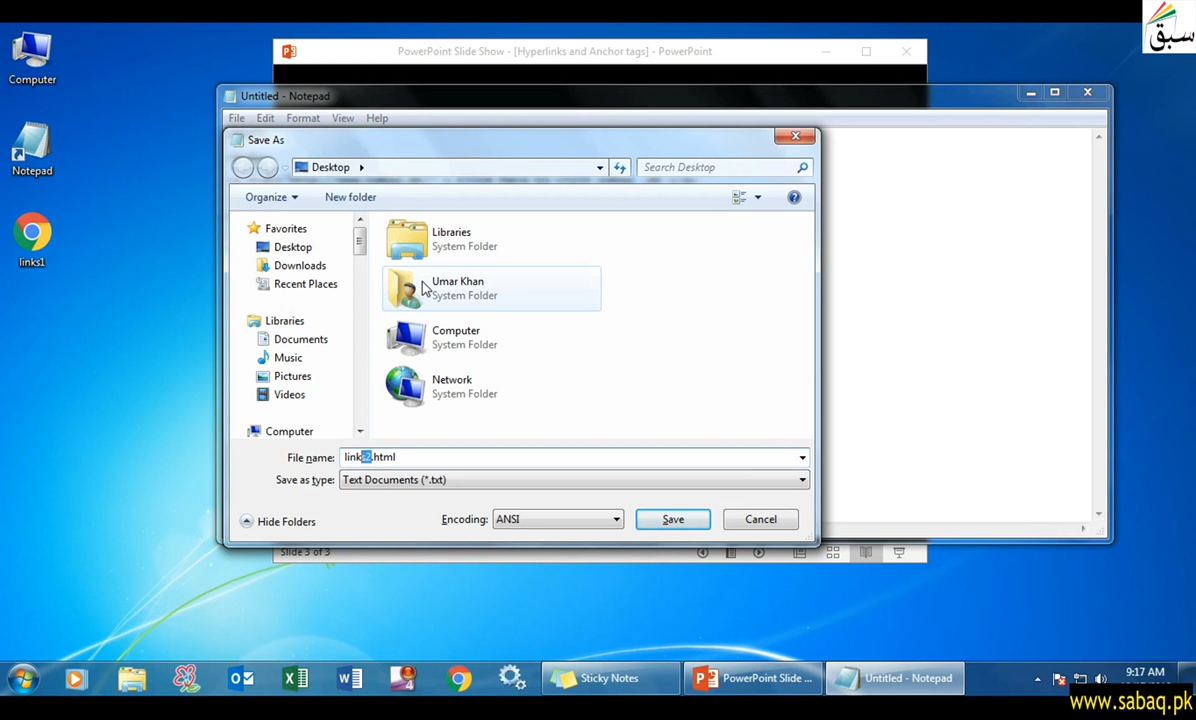 سبق
Computer
Notepad
links1
PowerPoint Slide Show - [Hyperlinks and Anchor tags] - PowerPoint
Untitled - Notepad
File Edit Format View Help
Save As
Desktop
Search Desktop
Organize New folder
Favorites
Desktop
Downloads
Recent Places
Libraries
Documents
Music
Pictures
Videos
Computer
Libraries
System Folder
Umar Khan
System Folder
Computer
System Folder
Network
System Folder
File name: links2.html
Save as type: Text Documents (*.txt)
Hide Folders Encoding: ANSI Save Cancel
Slide 3 of 3
Sticky Notes PowerPoint Slide ... Untitled - Notepad
9:17 AM
www.sabaq.pk